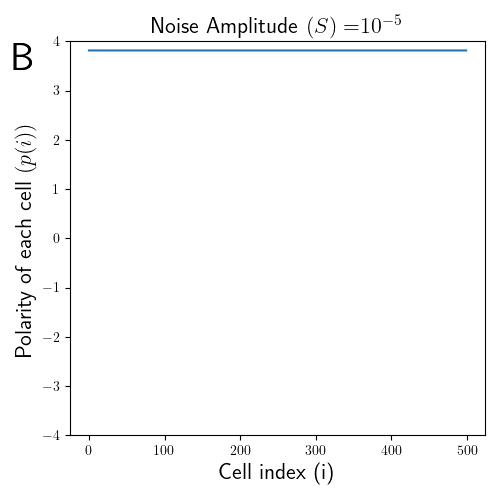 Noise Amplitude (S) =10⁻⁵
B
Polarity of each cell (p(i))
4
3
2
1
0
−1
−2
−3
−4
0 100 200 300 400 500
Cell index (i)